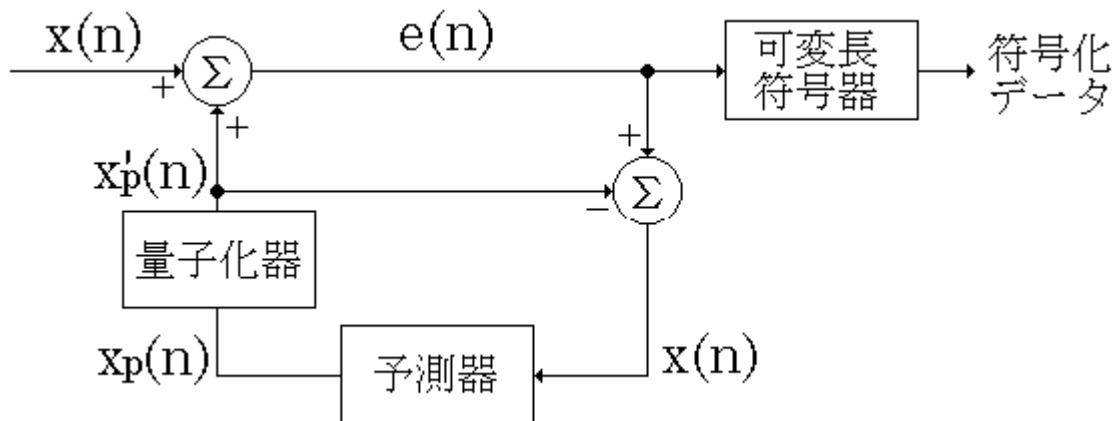 x(n)
+
Σ
+
e(n)
可変長
符号器
符号化
データ
+
Σ
−
x'p(n)
量子化器
xp(n)
予測器
x(n)